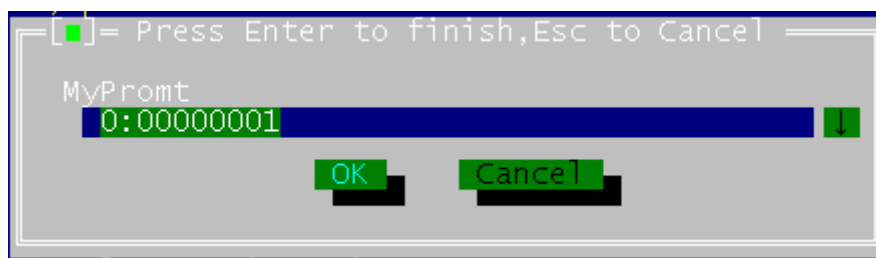 [■]= Press Enter to finish,Esc to Cancel
MyPromt
0:00000001 ↓
OK Cancel